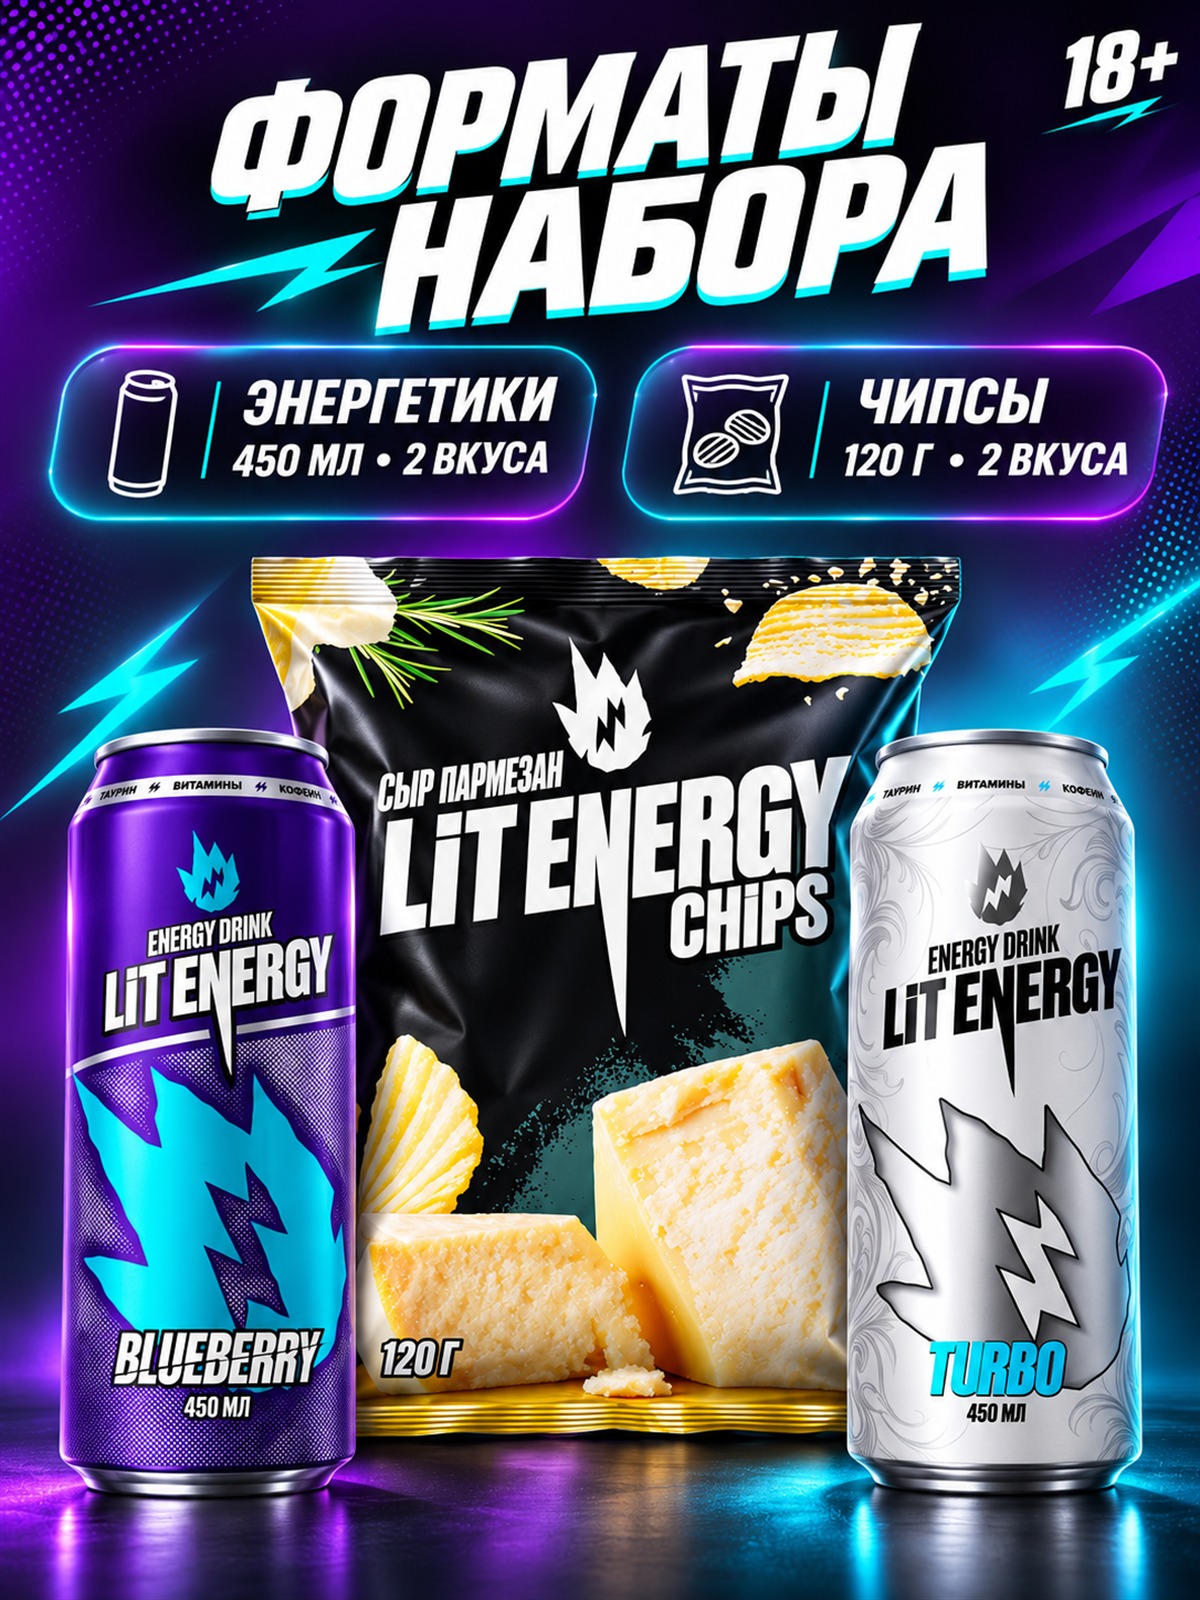 ФОРМАТЫ
НАБОРА
18+
ЭНЕРГЕТИКИ
450 МЛ • 2 ВКУСА
ЧИПСЫ
120 Г • 2 ВКУСА
СЫР ПАРМЕЗАН
LiT ENERGY
CHiPS
120 Г
ТАУРИН ВИТАМИНЫ КОФЕИН
ENERGY DRINK
LiT ENERGY
BLUEBERRY
450 МЛ
ТАУРИН ВИТАМИНЫ КОФЕИН
ENERGY DRINK
LiT ENERGY
TURBO
450 МЛ